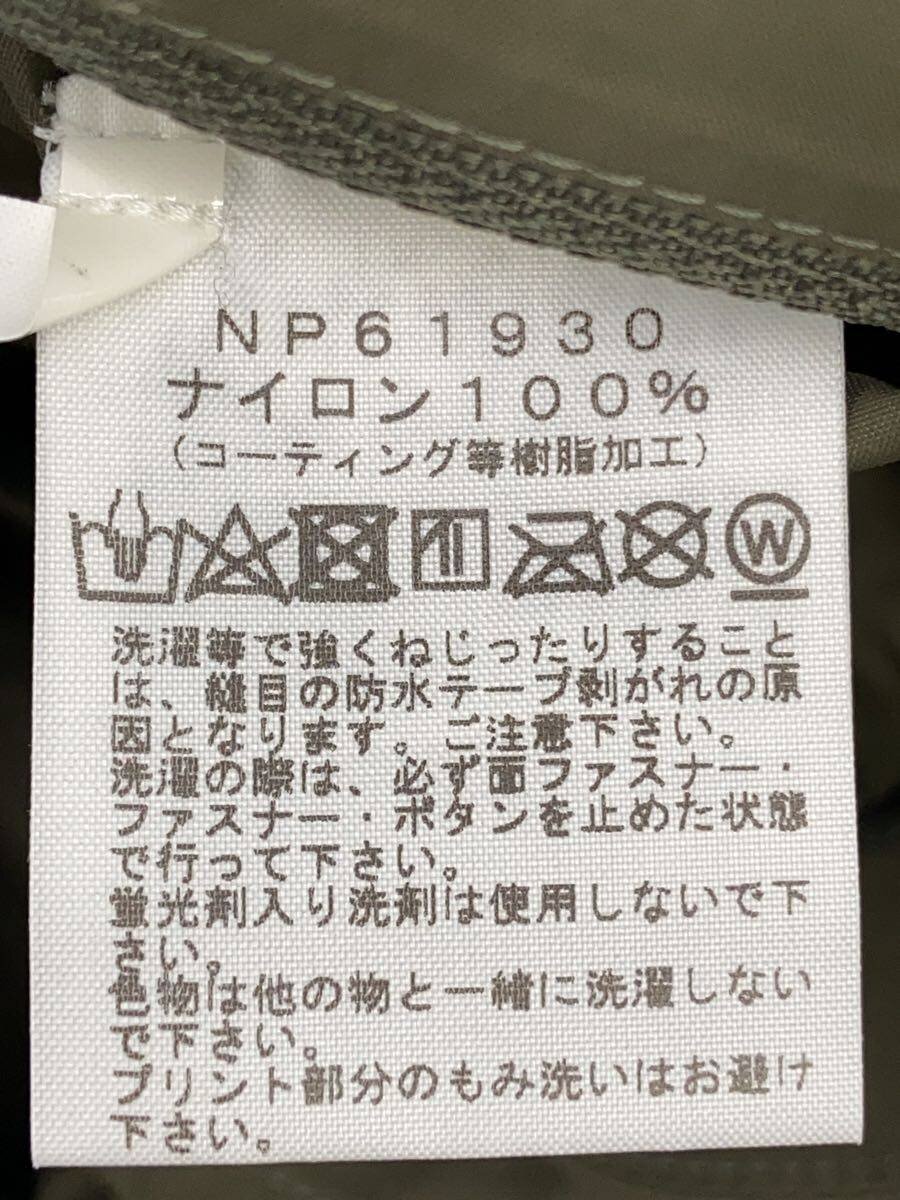 NP61930
ナイロン100%
(コーティング等樹脂加工)
W
洗濯等で強くねじったりすること
は、縫目の防水テープ剥がれの原
因となります。ご注意下さい。
洗濯の際は、必ず面ファスナー・
ファスナー・ボタンを止めた状態
で行って下さい。
蛍光剤入り洗剤は使用しないで下
さい。
色物は他の物と一緒に洗濯しない
で下さい。
プリント部分のもみ洗いはお避け
下さい。